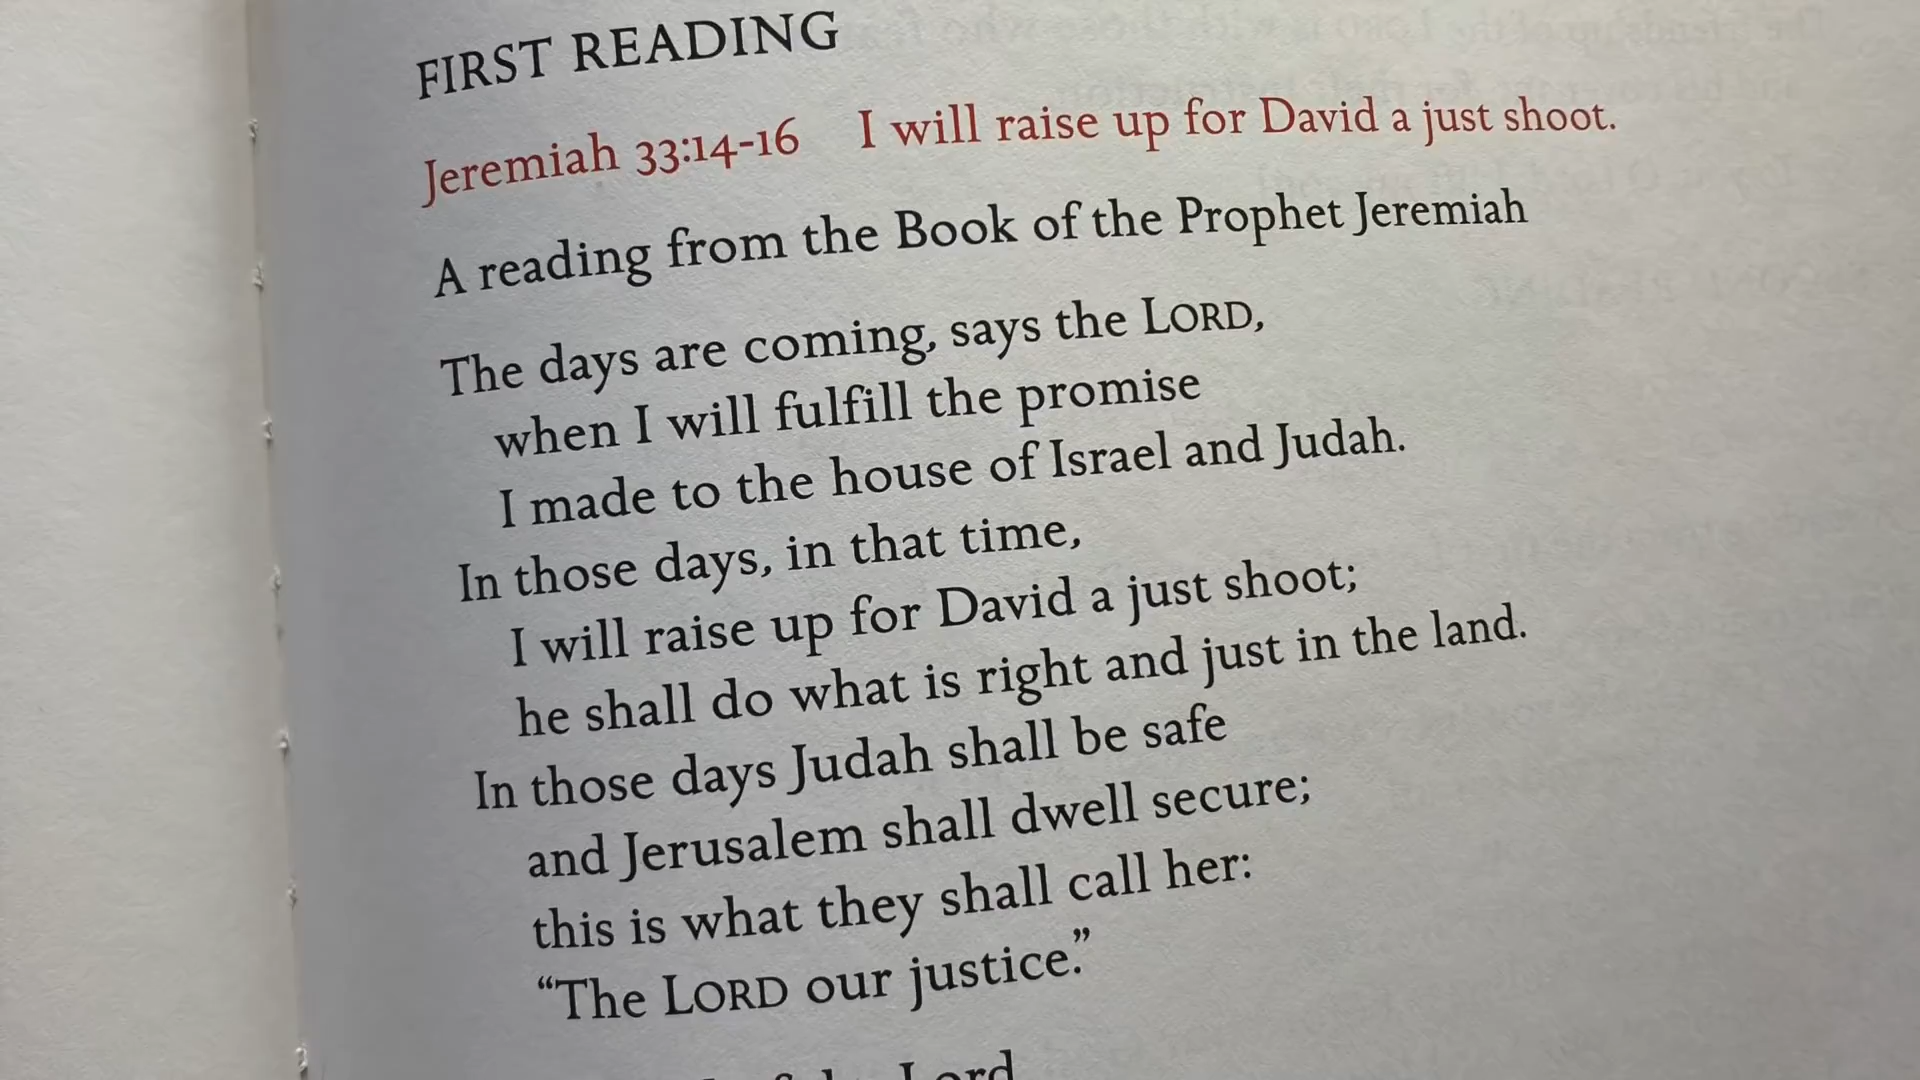 FIRST READING
Jeremiah 33:14-16 I will raise up for David a just shoot.
A reading from the Book of the Prophet Jeremiah
The days are coming, says the LORD,
when I will fulfill the promise
I made to the house of Israel and Judah.
In those days, in that time,
I will raise up for David a just shoot;
he shall do what is right and just in the land.
In those days Judah shall be safe
and Jerusalem shall dwell secure;
this is what they shall call her:
“The LORD our justice.”
Lord